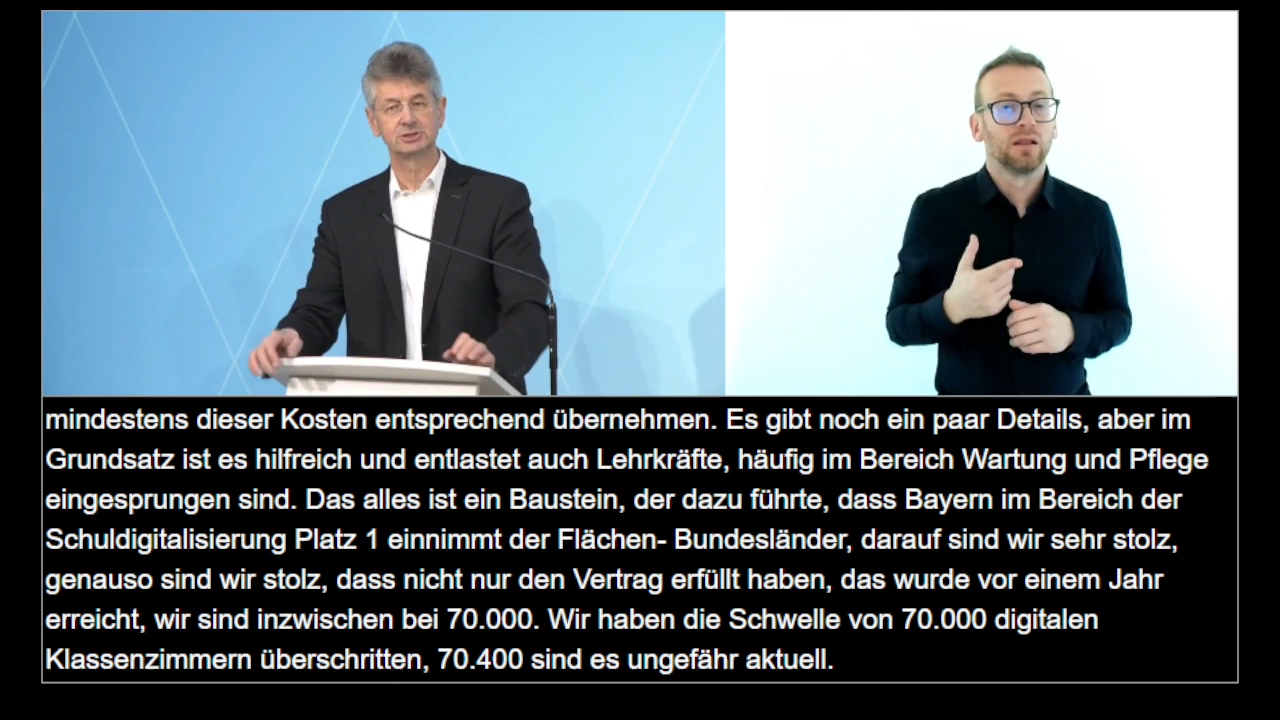 mindestens dieser Kosten entsprechend übernehmen. Es gibt noch ein paar Details, aber im
Grundsatz ist es hilfreich und entlastet auch Lehrkräfte, häufig im Bereich Wartung und Pflege
eingesprungen sind. Das alles ist ein Baustein, der dazu führte, dass Bayern im Bereich der
Schuldigitalisierung Platz 1 einnimmt der Flächen- Bundesländer, darauf sind wir sehr stolz,
genauso sind wir stolz, dass nicht nur den Vertrag erfüllt haben, das wurde vor einem Jahr
erreicht, wir sind inzwischen bei 70.000. Wir haben die Schwelle von 70.000 digitalen
Klassenzimmern überschritten, 70.400 sind es ungefähr aktuell.